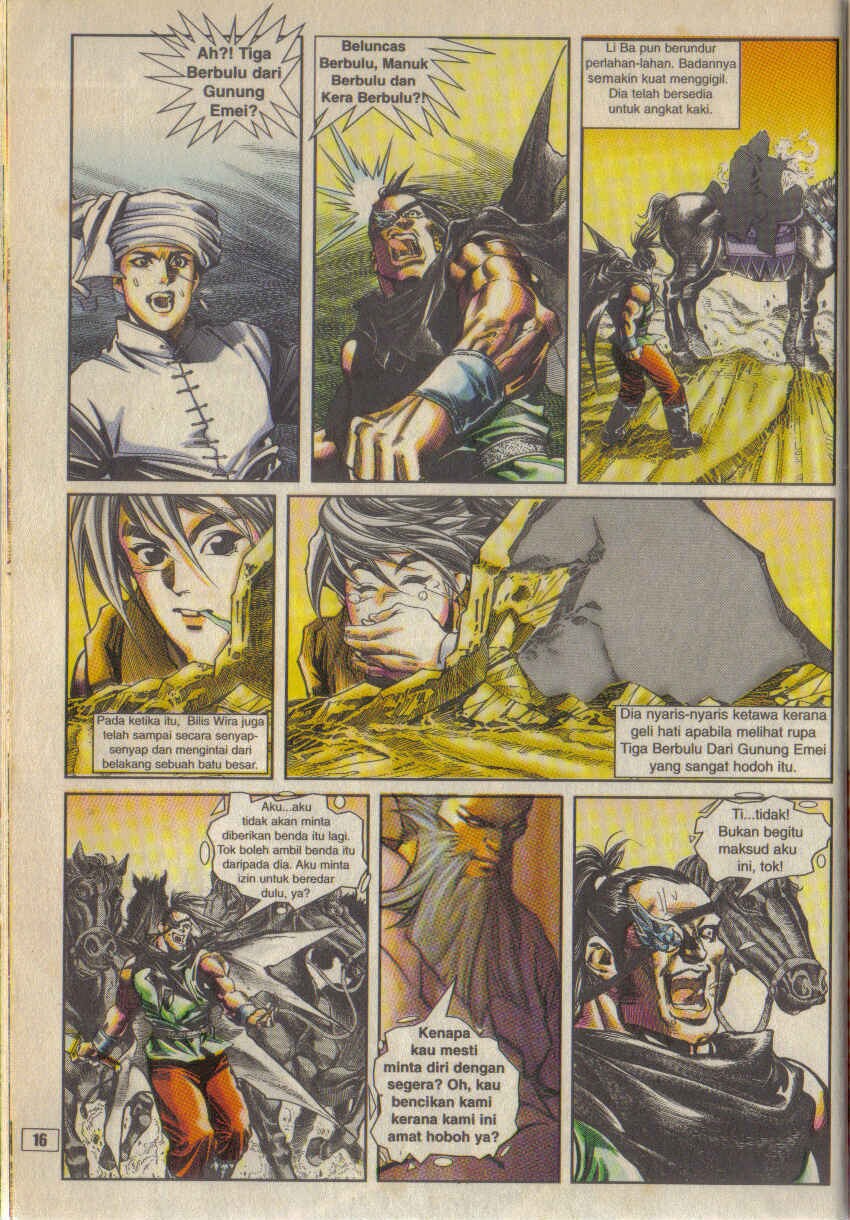 Ah?! Tiga
Berbulu dari
Gunung
Emei?
Beluncas
Berbulu, Manuk
Berbulu dan
Kera Berbulu?!
Li Ba pun berundur
perlahan-lahan. Badannya
semakin kuat menggigil.
Dia telah bersedia
untuk angkat kaki.
Pada ketika itu, Bilis Wira juga
telah sampai secara senyap-
senyap dan mengintai dari
belakang sebuah batu besar.
Dia nyaris-nyaris ketawa kerana
geli hati apabila melihat rupa
Tiga Berbulu Dari Gunung Emei
yang sangat hodoh itu.
Aku...aku
tidak akan minta
diberikan benda itu lagi.
Tok boleh ambil benda itu
daripada dia. Aku minta
izin untuk beredar
dulu, ya?
Kenapa
kau mesti
minta diri dengan
segera? Oh, kau
bencikan kami
kerana kami ini
amat hoboh ya?
Ti...tidak!
Bukan begitu
maksud aku
ini, tok!
16